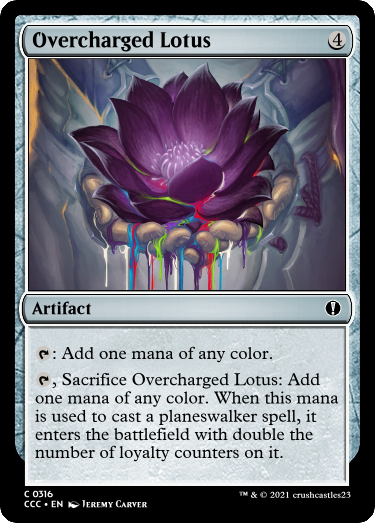 Overcharged Lotus 4
Artifact
: Add one mana of any color.
, Sacrifice Overcharged Lotus: Add
one mana of any color. When this mana
is used to cast a planeswalker spell, it
enters the battlefield with double the
number of loyalty counters on it.
C 0316
CCC • EN Jeremy Carver
™ & © 2021 crushcastles23